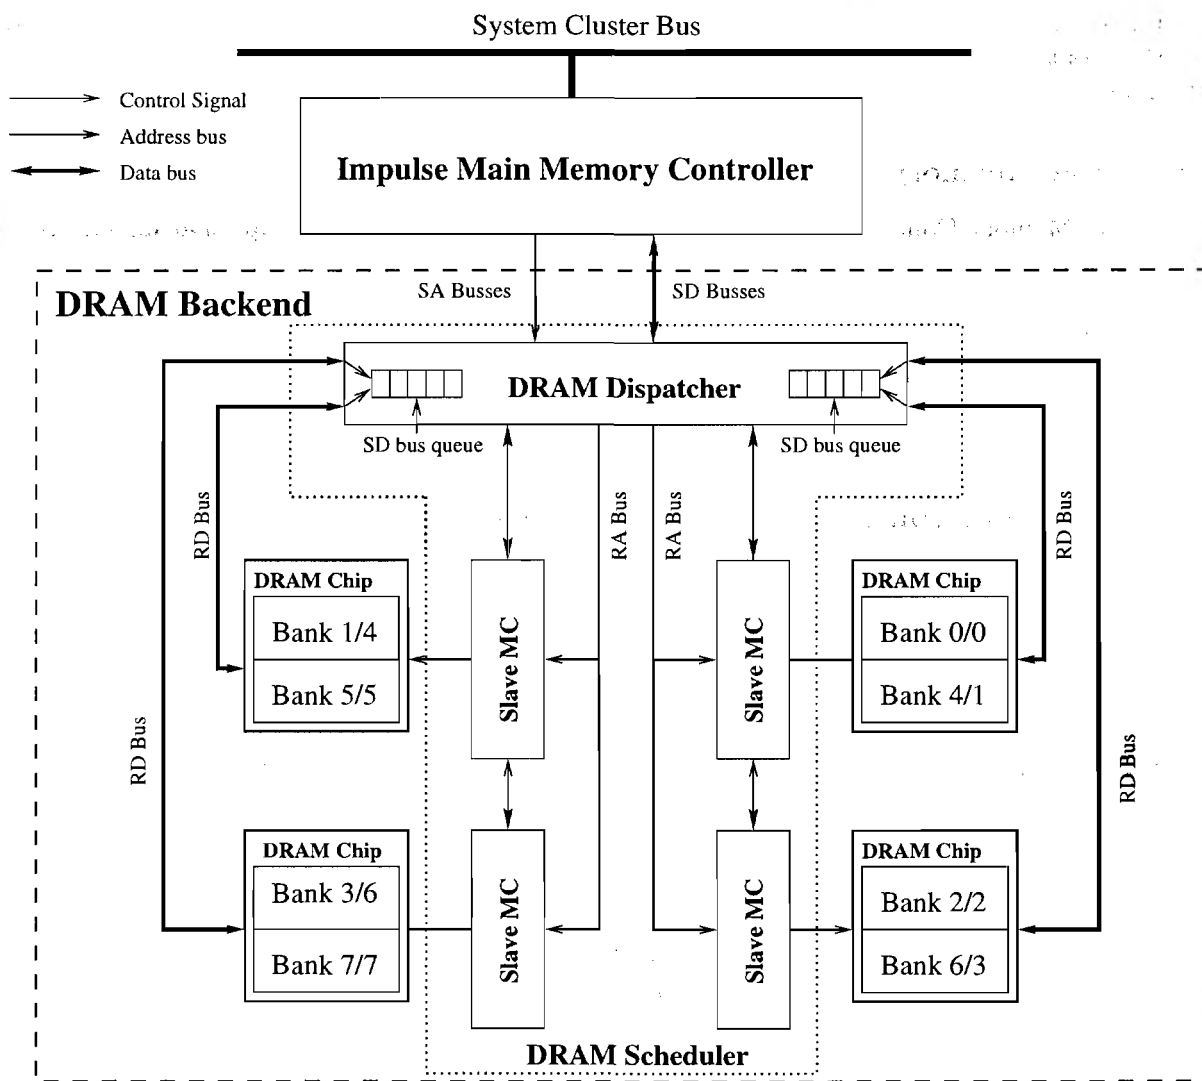 System Cluster Bus
Control Signal
Address bus
Data bus
Impulse Main Memory Controller
SA Busses
SD Busses
DRAM Backend
DRAM Dispatcher
SD bus queue
SD bus queue
RD Bus
RA Bus
RA Bus
RD Bus
DRAM Chip
Bank 1/4
Bank 5/5
Slave MC
Slave MC
DRAM Chip
Bank 0/0
Bank 4/1
RD Bus
RD Bus
DRAM Chip
Bank 3/6
Bank 7/7
Slave MC
Slave MC
DRAM Chip
Bank 2/2
Bank 6/3
DRAM Scheduler